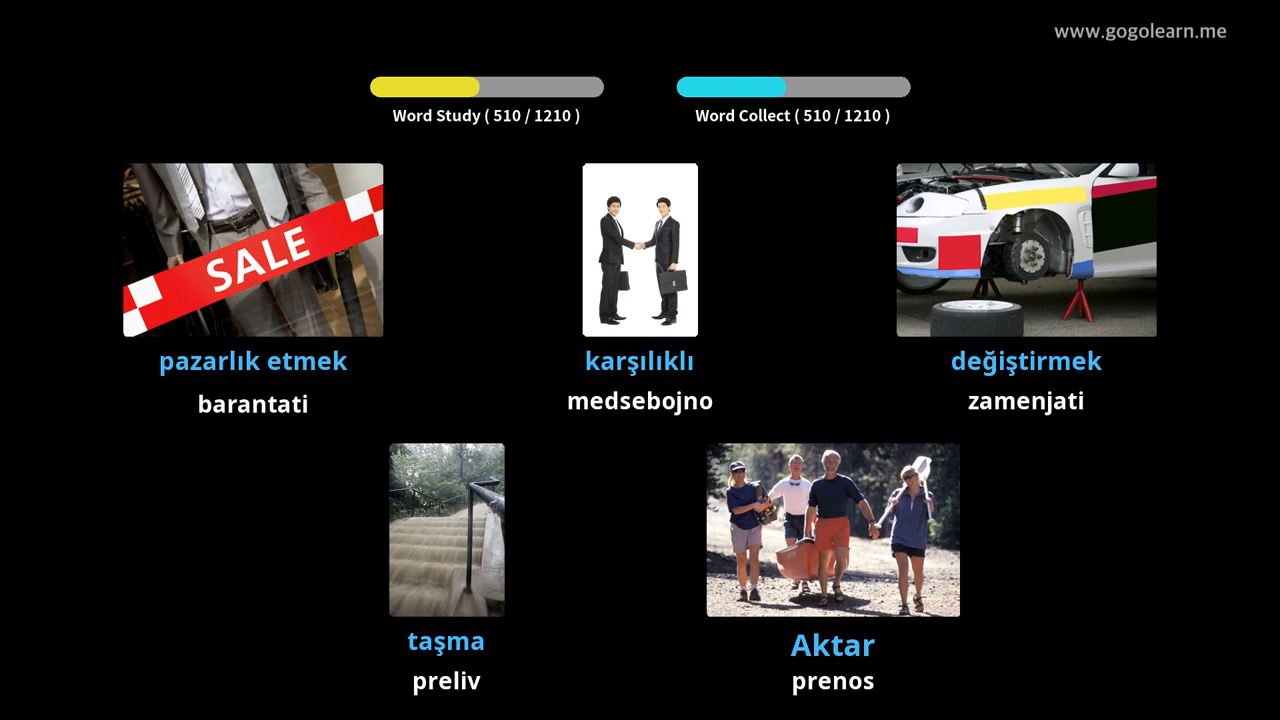 www.gogolearn.me
Word Study ( 510 / 1210 )
Word Collect ( 510 / 1210 )
SALE
pazarlık etmek
karşılıklı
değiştirmek
barantati
medsebojno
zamenjati
taşma
Aktar
preliv
prenos